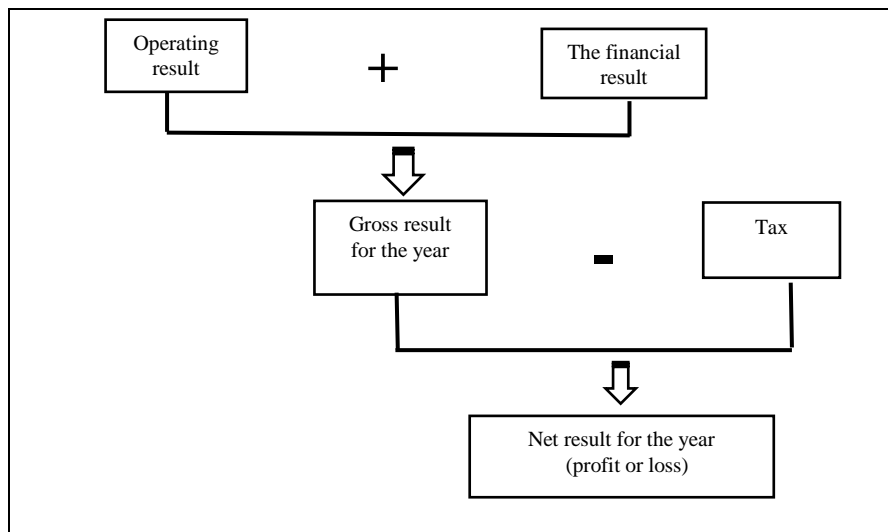 Operating
result
+
The financial
result
Gross result
for the year
-
Tax
Net result for the year
(profit or loss)